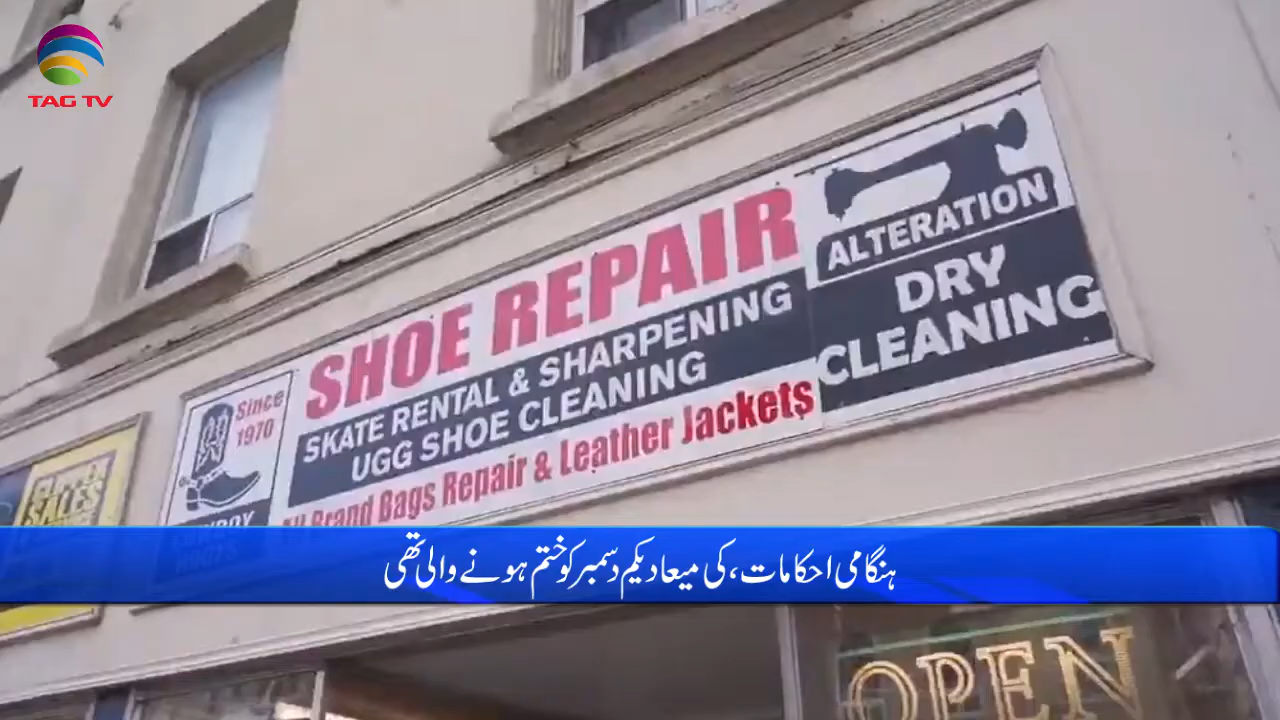 TAG TV
SHOE REPAIR
SKATE RENTAL & SHARPENING
UGG SHOE CLEANING
Brand Bags Repair & Leather Jackets
ALTERATION
DRY
CLEANING
Since
1970
SALES
ہنگامی احکامات، کی میعاد یکم دسمبر کو ختم ہونے والی تھی
OPEN